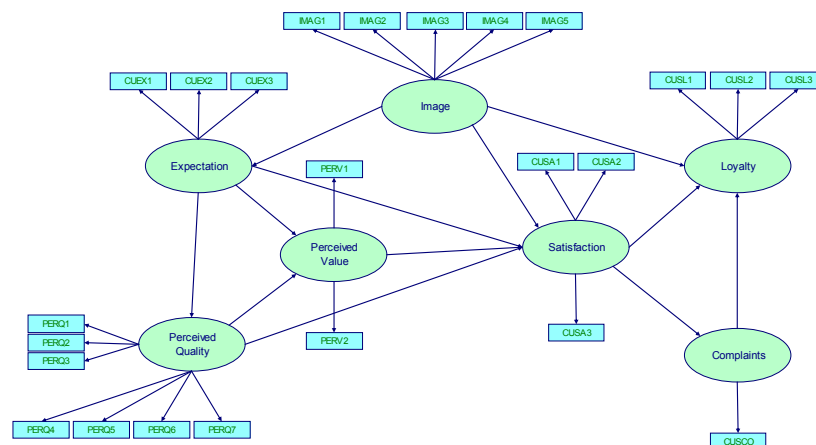 IMAG1 IMAG2 IMAG3 IMAG4 IMAG5
CUEX1 CUEX2 CUEX3
CUSL1 CUSL2 CUSL3
Image
Expectation
PERV1
CUSA1 CUSA2
Loyalty
Perceived
Value
Satisfaction
PERQ1
PERQ2
PERQ3
Perceived
Quality
PERV2
CUSA3
Complaints
PERQ4 PERQ5 PERQ6 PERQ7
CUSCO